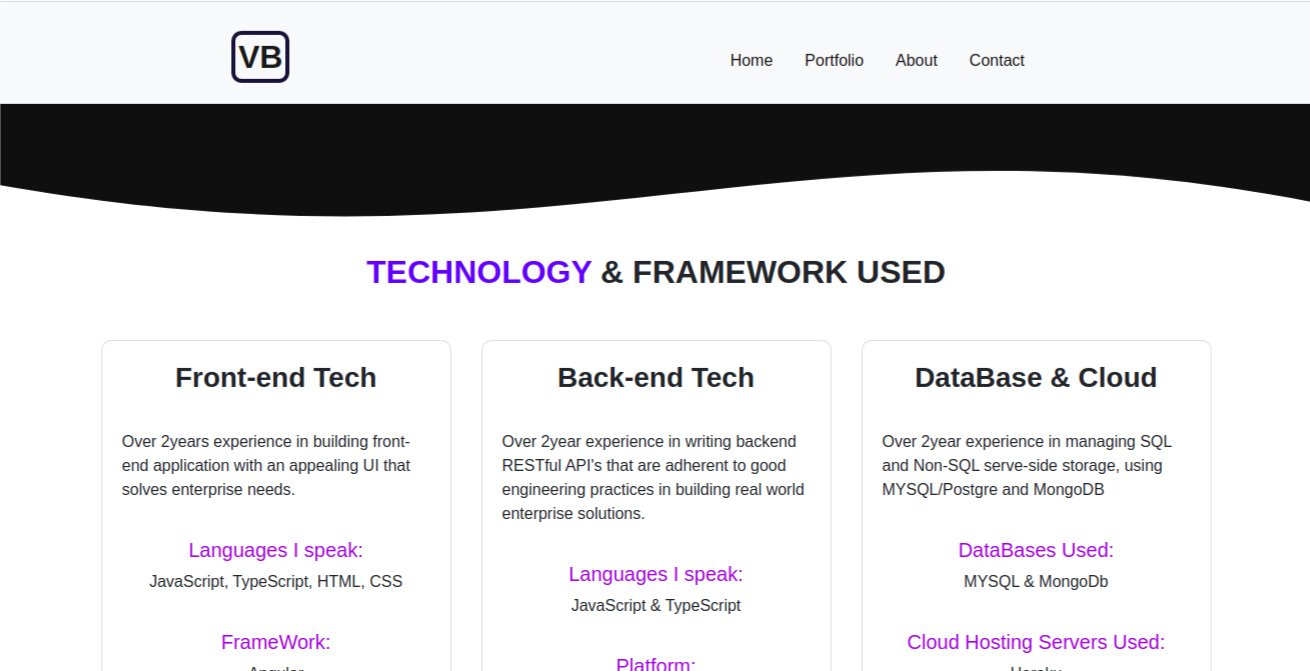 VB
Home Portfolio About Contact
TECHNOLOGY & FRAMEWORK USED
Front-end Tech
Over 2years experience in building front-
end application with an appealing UI that
solves enterprise needs.
Languages I speak:
JavaScript, TypeScript, HTML, CSS
FrameWork:
Angular
Back-end Tech
Over 2year experience in writing backend
RESTful API's that are adherent to good
engineering practices in building real world
enterprise solutions.
Languages I speak:
JavaScript & TypeScript
Platform:
DataBase & Cloud
Over 2year experience in managing SQL
and Non-SQL serve-side storage, using
MYSQL/Postgre and MongoDB
DataBases Used:
MYSQL & MongoDb
Cloud Hosting Servers Used:
Heroku